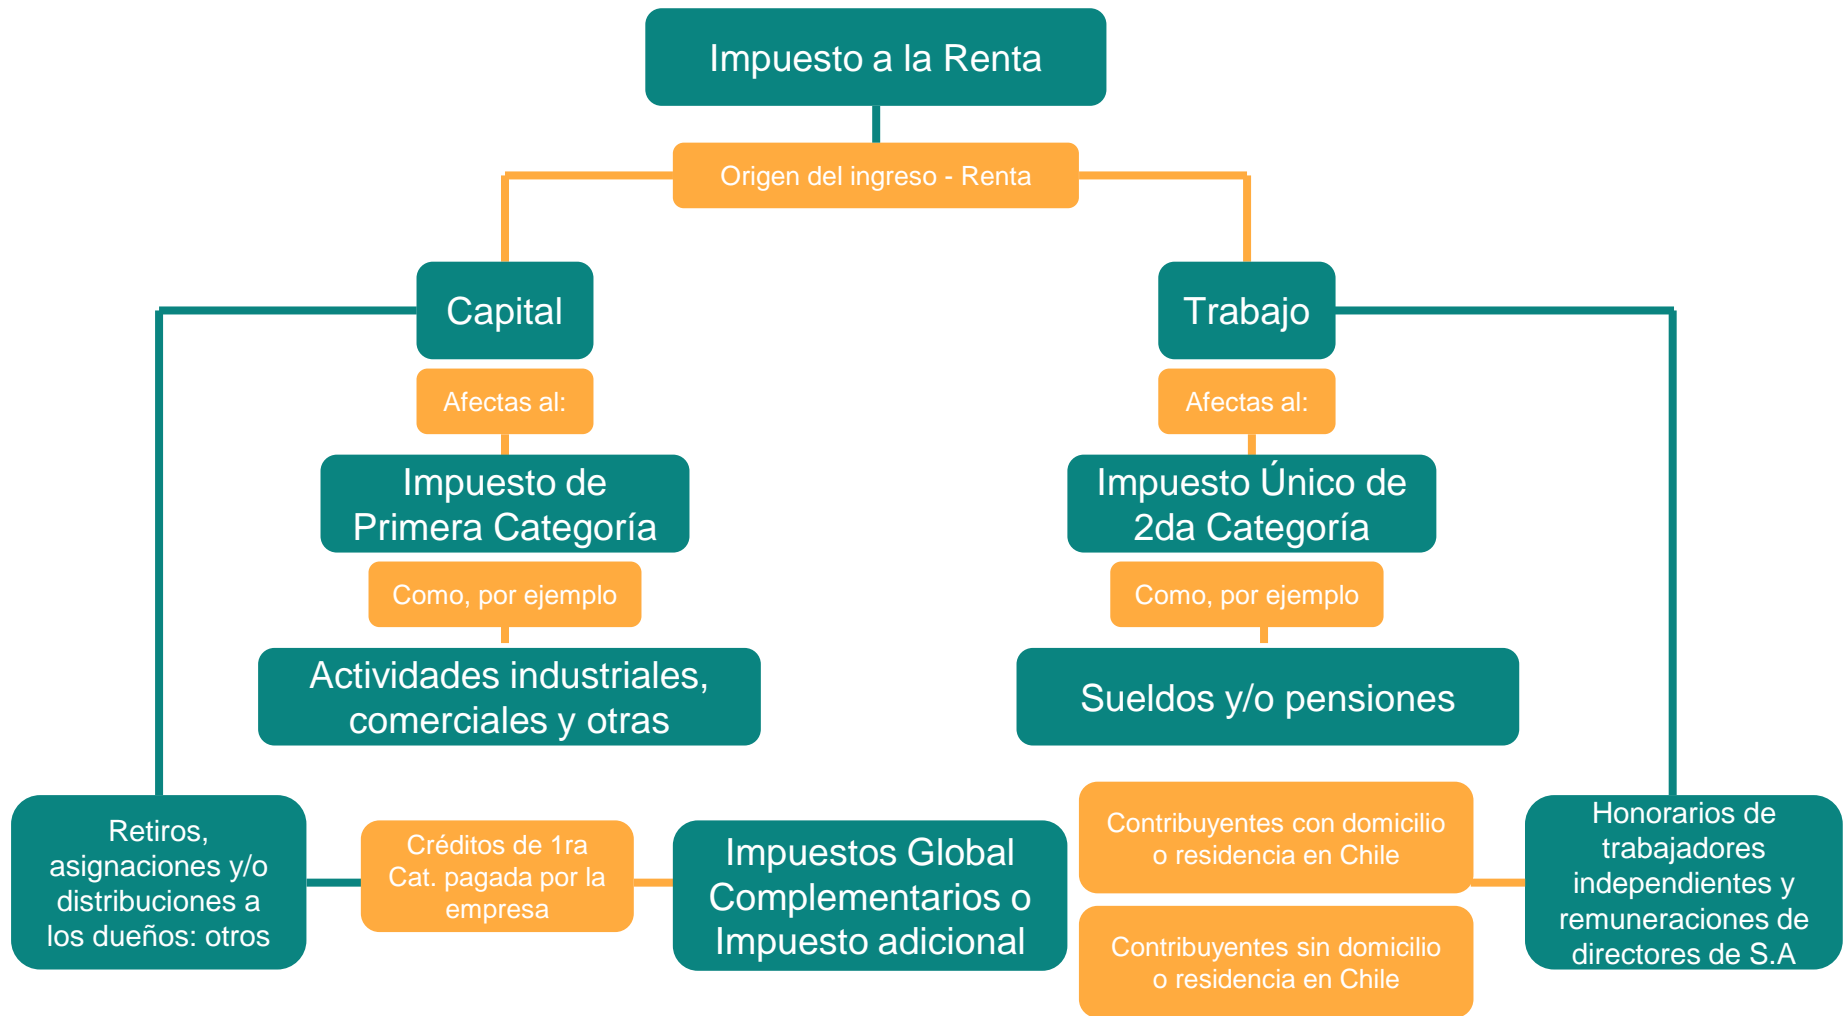 Impuesto a la Renta
Origen del ingreso - Renta
Capital
Trabajo
Afectas al:
Afectas al:
Impuesto de
Primera Categoría
Impuesto Único de
2da Categoría
Como, por ejemplo
Como, por ejemplo
Actividades industriales,
comerciales y otras
Sueldos y/o pensiones
Retiros,
asignaciones y/o
distribuciones a
los dueños: otros
Créditos de 1ra
Cat. pagada por la
empresa
Impuestos Global
Complementarios o
Impuesto adicional
Contribuyentes con domicilio
o residencia en Chile
Contribuyentes sin domicilio
o residencia en Chile
Honorarios de
trabajadores
independientes y
remuneraciones de
directores de S.A